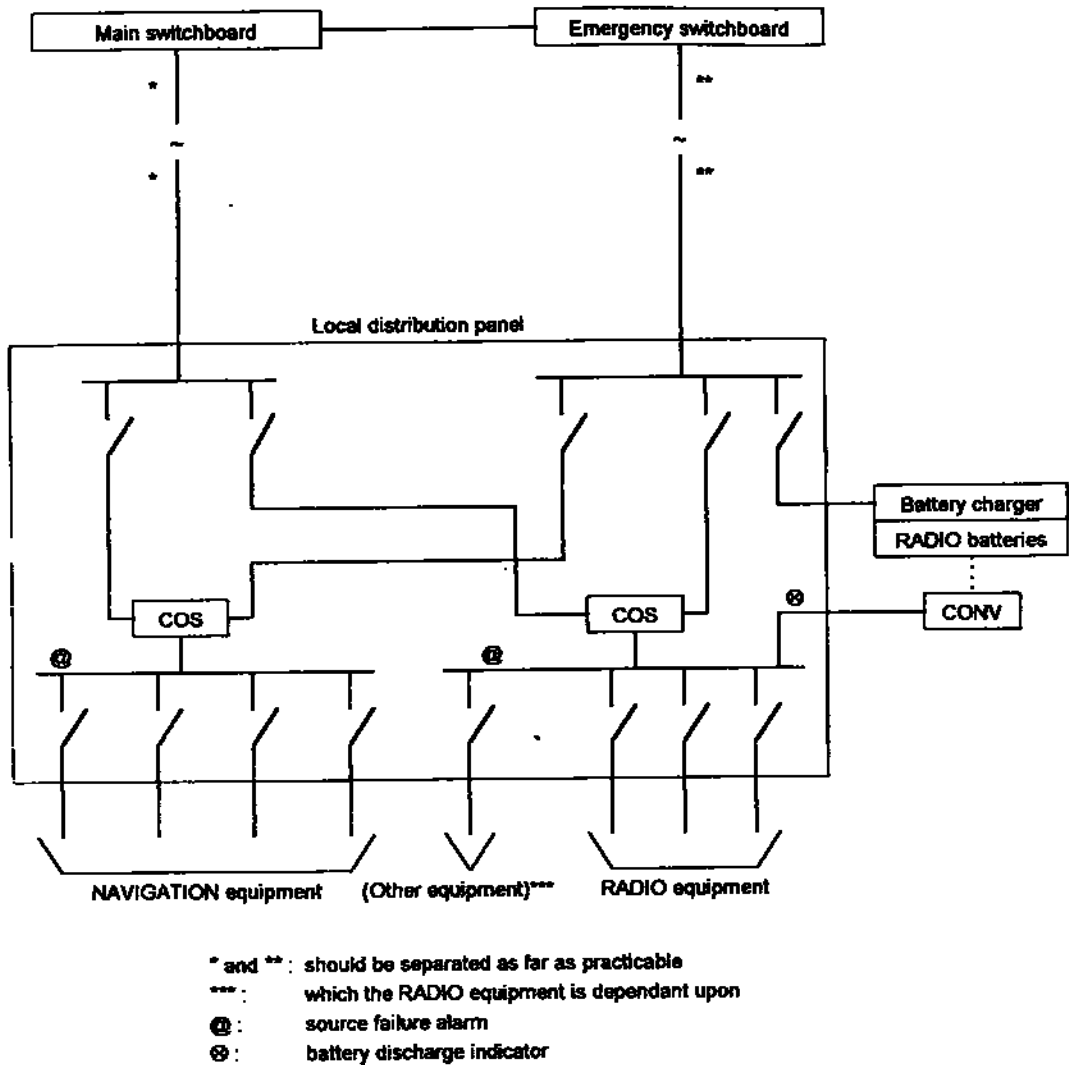 Main switchboard
Emergency switchboard
*
**
~
~
*
**
Local distribution panel
Battery charger
RADIO batteries
COS
COS
⊗
CONV
@
@
NAVIGATION equipment
(Other equipment)***
RADIO equipment
* and ** : should be separated as far as practicable
*** : which the RADIO equipment is dependant upon
@ : source failure alarm
⊗ : battery discharge indicator